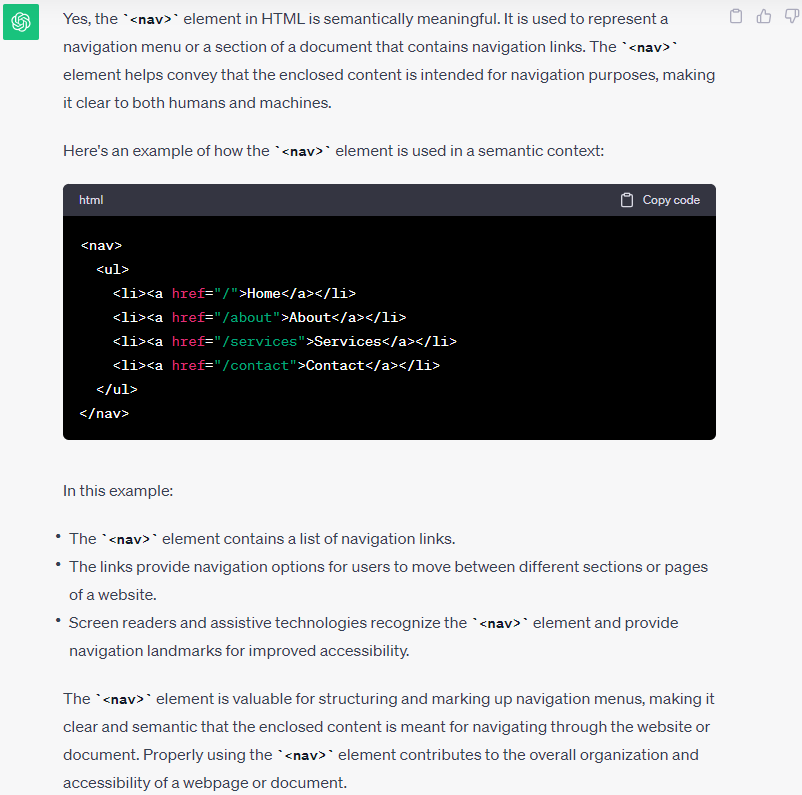 Yes, the `<nav>` element in HTML is semantically meaningful. It is used to represent a
navigation menu or a section of a document that contains navigation links. The `<nav>`
element helps convey that the enclosed content is intended for navigation purposes, making
it clear to both humans and machines.
Here's an example of how the `<nav>` element is used in a semantic context:
html Copy code
<nav>
  <ul>
    <li><a href="/">Home</a></li>
    <li><a href="/about">About</a></li>
    <li><a href="/services">Services</a></li>
    <li><a href="/contact">Contact</a></li>
  </ul>
</nav>
In this example:
• The `<nav>` element contains a list of navigation links.
• The links provide navigation options for users to move between different sections or pages
of a website.
• Screen readers and assistive technologies recognize the `<nav>` element and provide
navigation landmarks for improved accessibility.
The `<nav>` element is valuable for structuring and marking up navigation menus, making it
clear and semantic that the enclosed content is meant for navigating through the website or
document. Properly using the `<nav>` element contributes to the overall organization and
accessibility of a webpage or document.